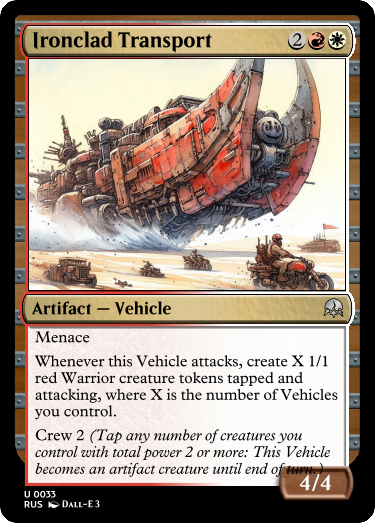 Ironclad Transport 2
Artifact — Vehicle
Menace
Whenever this Vehicle attacks, create X 1/1
red Warrior creature tokens tapped and
attacking, where X is the number of Vehicles
you control.
Crew 2 (Tap any number of creatures you
control with total power 2 or more: This Vehicle
becomes an artifact creature until end of turn.)
4/4
U 0033
RUS DALL-E 3